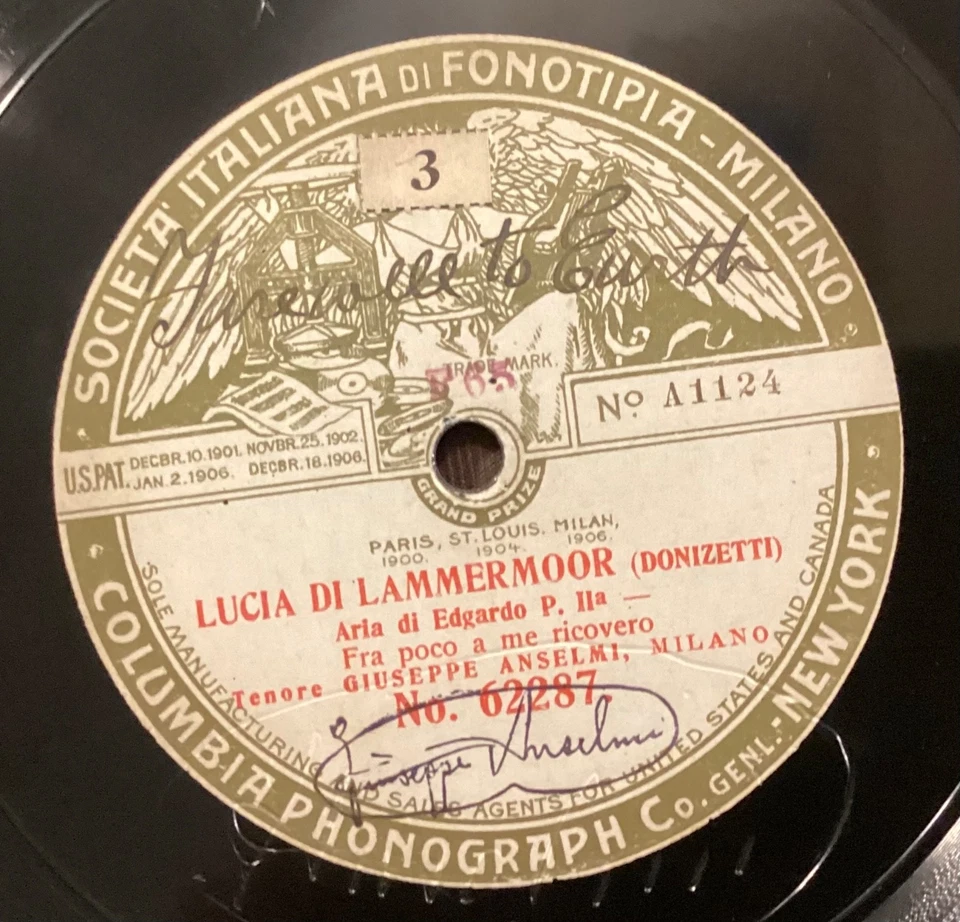 SOCIETA' ITALIANA DI FONOTIPIA - MILANO
3
Farewell to Earth
TRADE MARK.
Nº A1124
U.S.PAT. DECBR.10.1901. NOVBR.25.1902.
JAN.2.1906. DECBR.18.1906.
GRAND PRIZE
PARIS, ST.LOUIS. MILAN,
1900. 1904. 1906.
LUCIA DI LAMMERMOOR (DONIZETTI)
Aria di Edgardo P. IIa —
Fra poco a me ricovero
Tenore GIUSEPPE ANSELMI, MILANO
No. 62287.
Giuseppe Anselmi
SOLE MANUFACTURING AND SALES AGENTS FOR UNITED STATES AND CANADA
COLUMBIA PHONOGRAPH Co. GENL. - NEW YORK